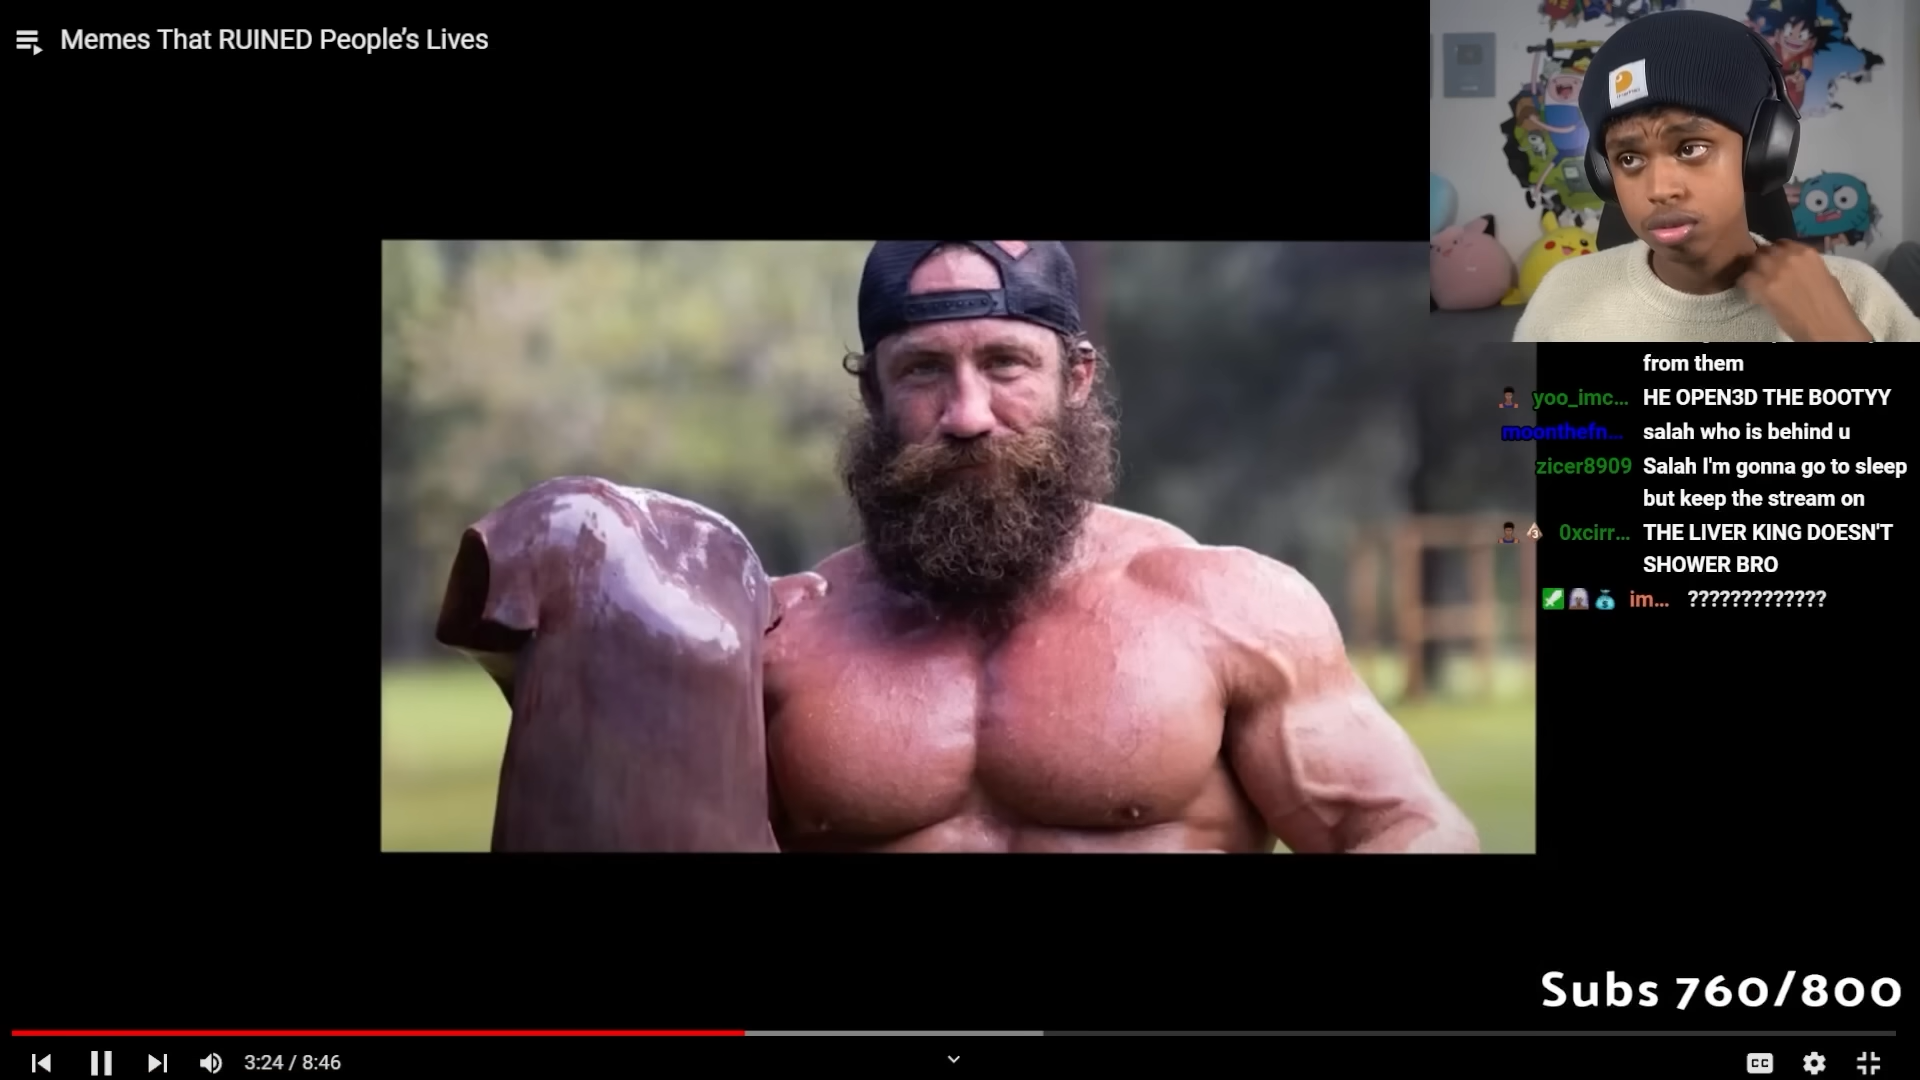 Memes That RUINED People's Lives
from them
yoo_imc... HE OPEN3D THE BOOTYY
moonthefn... salah who is behind u
zicer8909 Salah I'm gonna go to sleep
but keep the stream on
0xcirr... THE LIVER KING DOESN'T
SHOWER BRO
im... ?????????????
Subs 760/800
3:24 / 8:46
CC